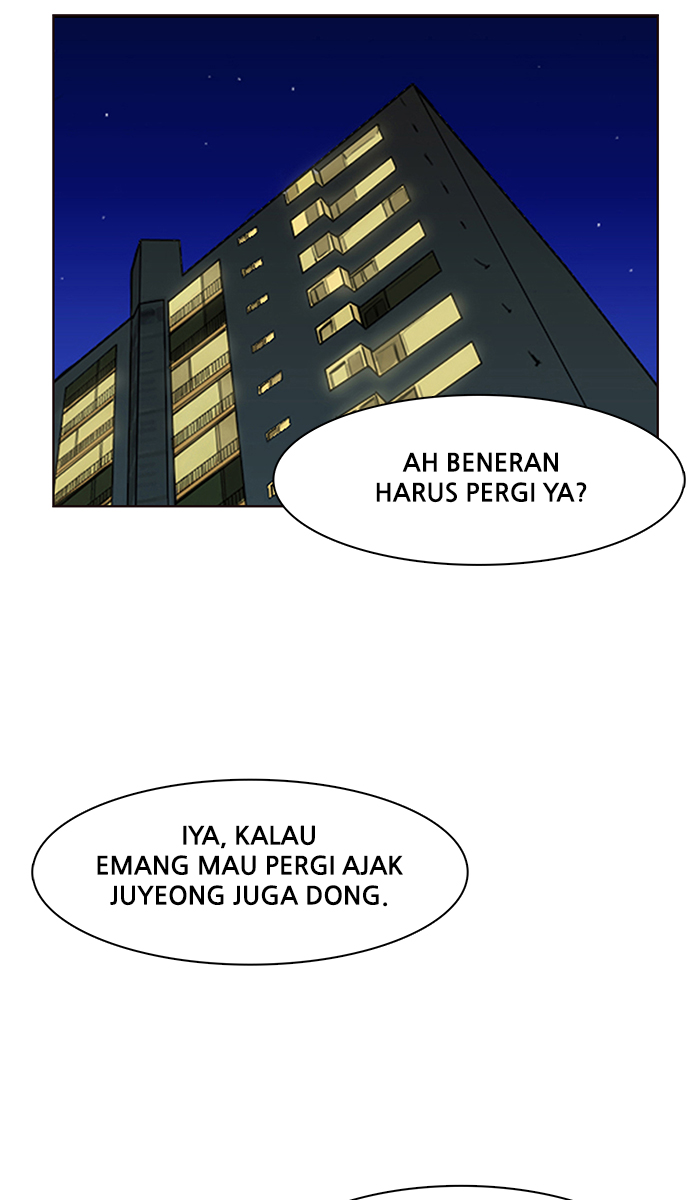 AH BENERAN
HARUS PERGI YA?
IYA, KALAU
EMANG MAU PERGI AJAK
JUYEONG JUGA DONG.